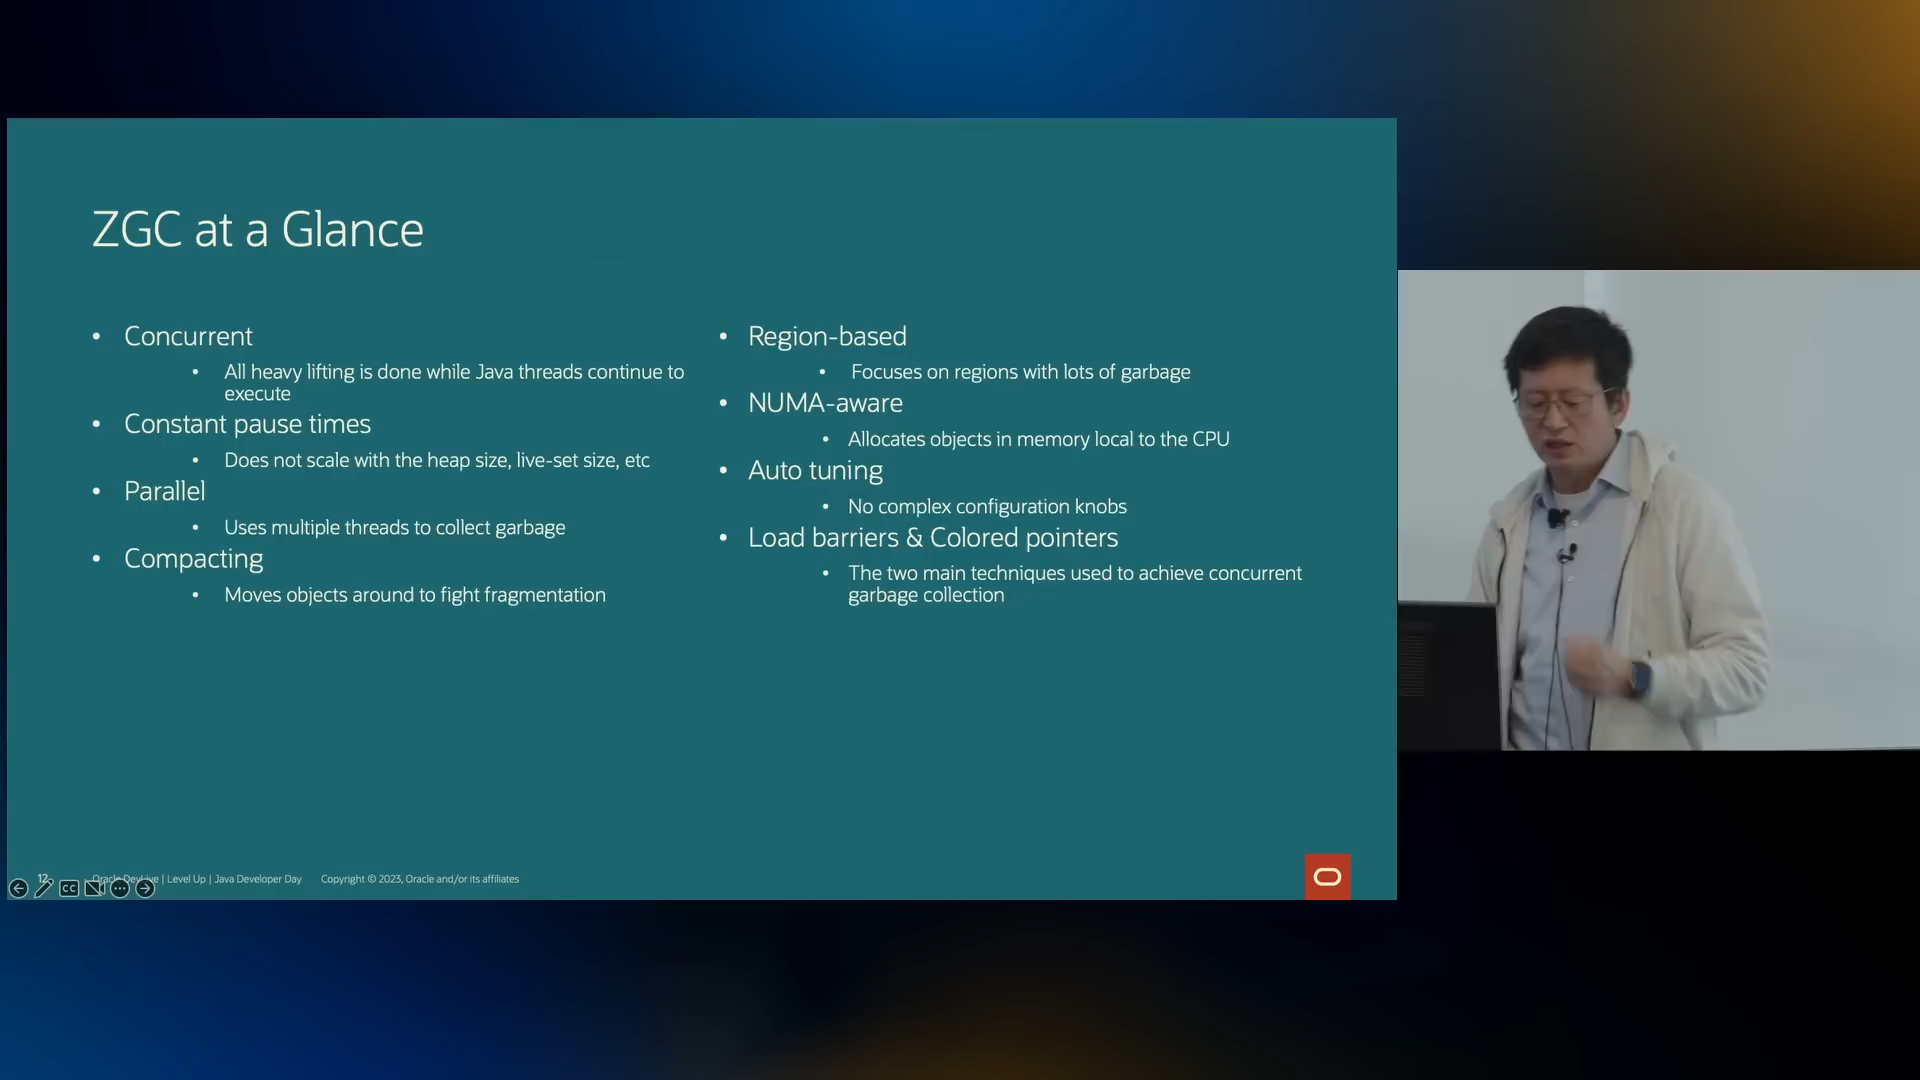 ZGC at a Glance
• Concurrent
• All heavy lifting is done while Java threads continue to
execute
• Constant pause times
• Does not scale with the heap size, live-set size, etc
• Parallel
• Uses multiple threads to collect garbage
• Compacting
• Moves objects around to fight fragmentation
• Region-based
• Focuses on regions with lots of garbage
• NUMA-aware
• Allocates objects in memory local to the CPU
• Auto tuning
• No complex configuration knobs
• Load barriers & Colored pointers
• The two main techniques used to achieve concurrent
garbage collection
12 Oracle DevLive | Level Up | Java Developer Day Copyright © 2023, Oracle and/or its affiliates
CC